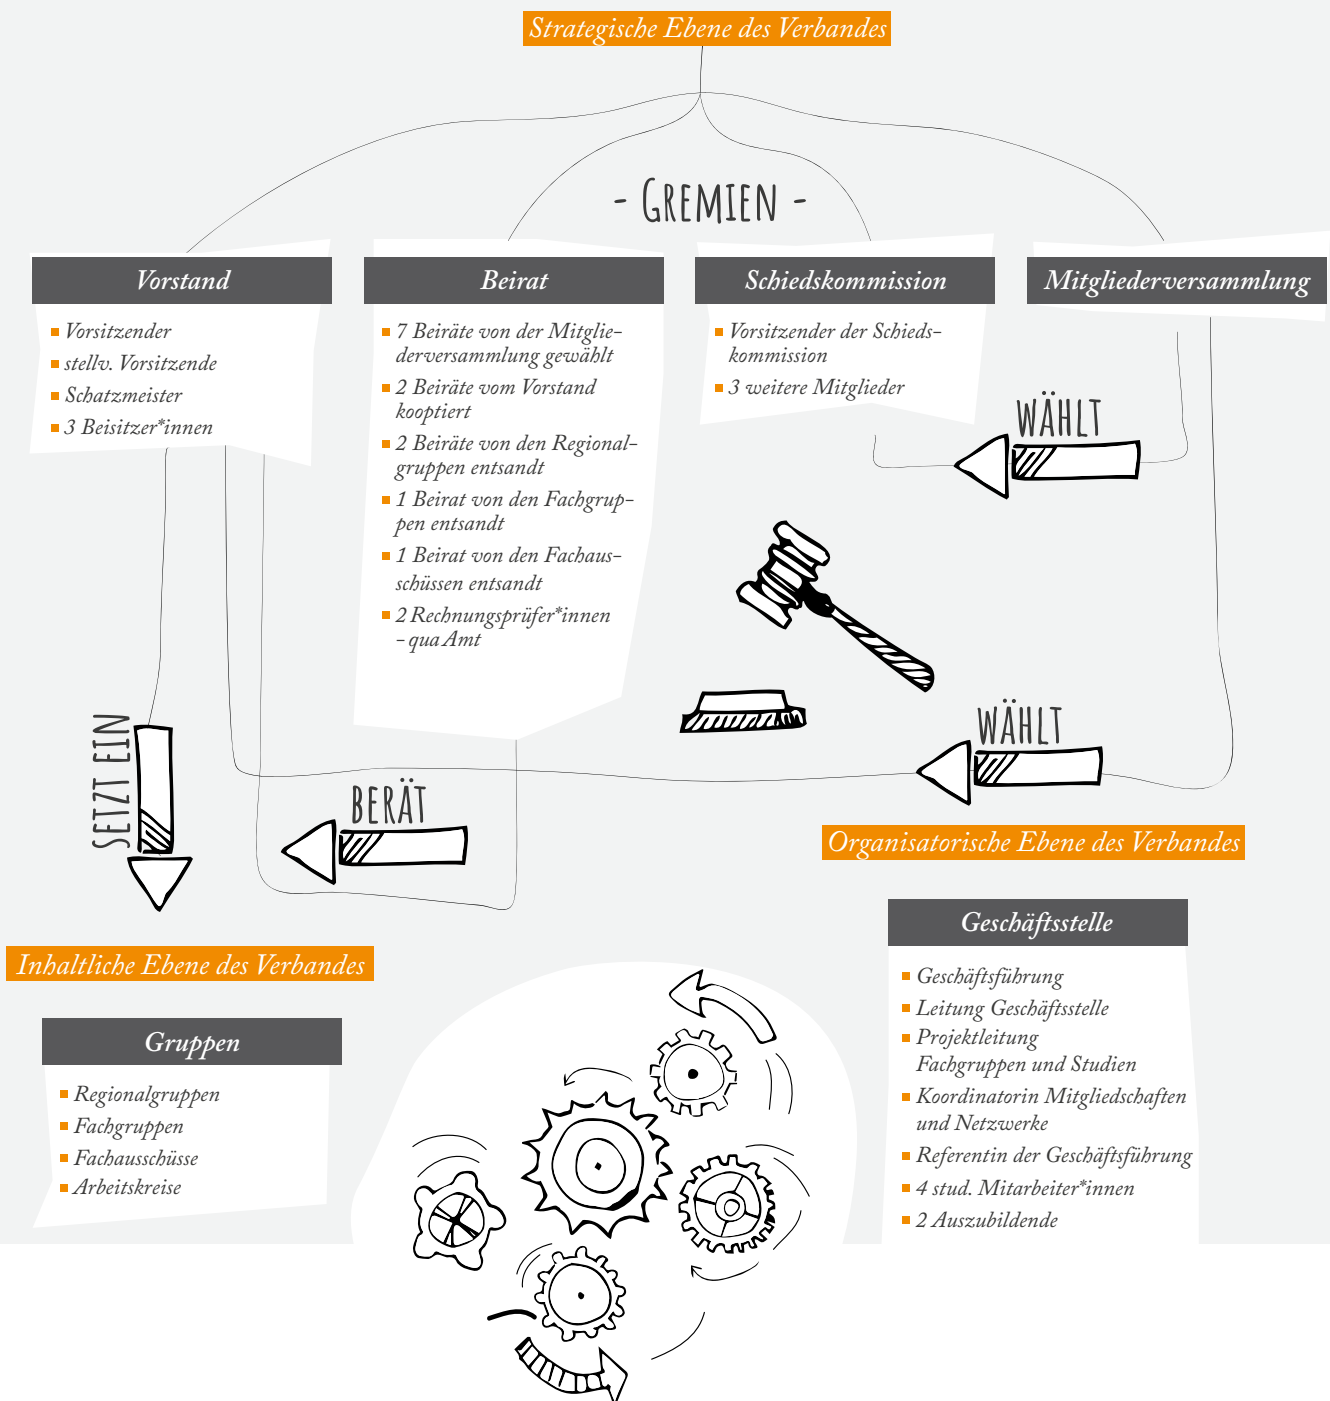 Strategische Ebene des Verbandes
- Gremien -
Vorstand
Vorsitzender
stellv. Vorsitzende
Schatzmeister
3 Beisitzer*innen
Beirat
7 Beiräte von der Mitglie-
derversammlung gewählt
2 Beiräte vom Vorstand
kooptiert
2 Beiräte von den Regional-
gruppen entsandt
1 Beirat von den Fachgrup-
pen entsandt
1 Beirat von den Fachaus-
schüssen entsandt
2 Rechnungsprüfer*innen
- qua Amt
Schiedskommission
Vorsitzender der Schieds-
kommission
3 weitere Mitglieder
Mitgliederversammlung
WÄHLT
WÄHLT
SETZT EIN
BERÄT
Organisatorische Ebene des Verbandes
Geschäftsstelle
Geschäftsführung
Leitung Geschäftsstelle
Projektleitung
Fachgruppen und Studien
Koordinatorin Mitgliedschaften
und Netzwerke
Referentin der Geschäftsführung
4 stud. Mitarbeiter*innen
2 Auszubildende
Inhaltliche Ebene des Verbandes
Gruppen
Regionalgruppen
Fachgruppen
Fachausschüsse
Arbeitskreise